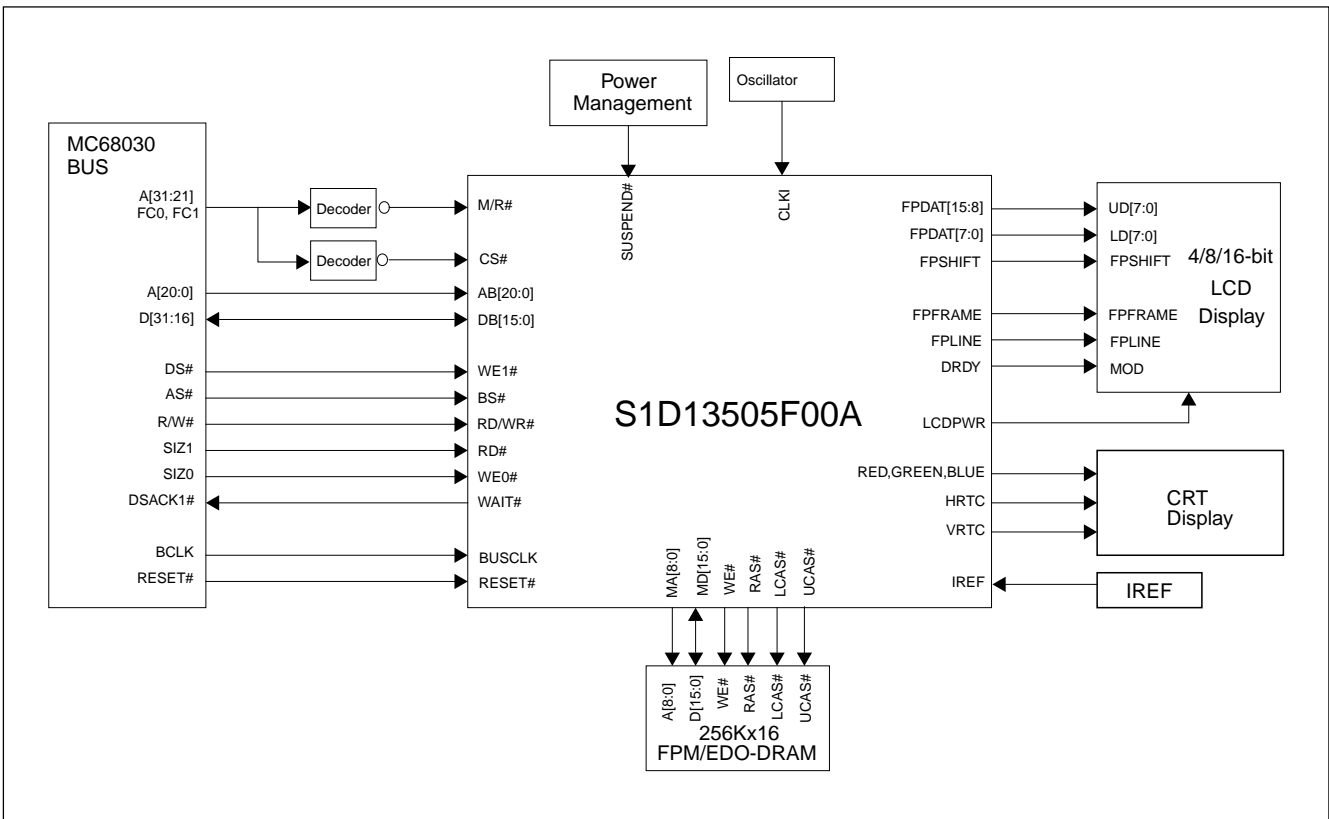 Power
Management
Oscillator
MC68030
BUS
A[31:21]
FC0, FC1
Decoder
Decoder
A[20:0]
D[31:16]
DS#
AS#
R/W#
SIZ1
SIZ0
DSACK1#
BCLK
RESET#
M/R#
CS#
AB[20:0]
DB[15:0]
WE1#
BS#
RD/WR#
RD#
WE0#
WAIT#
BUSCLK
RESET#
SUSPEND#
CLKI
S1D13505F00A
FPDAT[15:8]
FPDAT[7:0]
FPSHIFT
FPFRAME
FPLINE
DRDY
LCDPWR
RED,GREEN,BLUE
HRTC
VRTC
IREF
UD[7:0]
LD[7:0]
FPSHIFT
FPFRAME
FPLINE
MOD
4/8/16-bit
LCD
Display
CRT
Display
IREF
MA[8:0]
MD[15:0]
WE#
RAS#
LCAS#
UCAS#
A[8:0]
D[15:0]
WE#
RAS#
LCAS#
UCAS#
256Kx16
FPM/EDO-DRAM